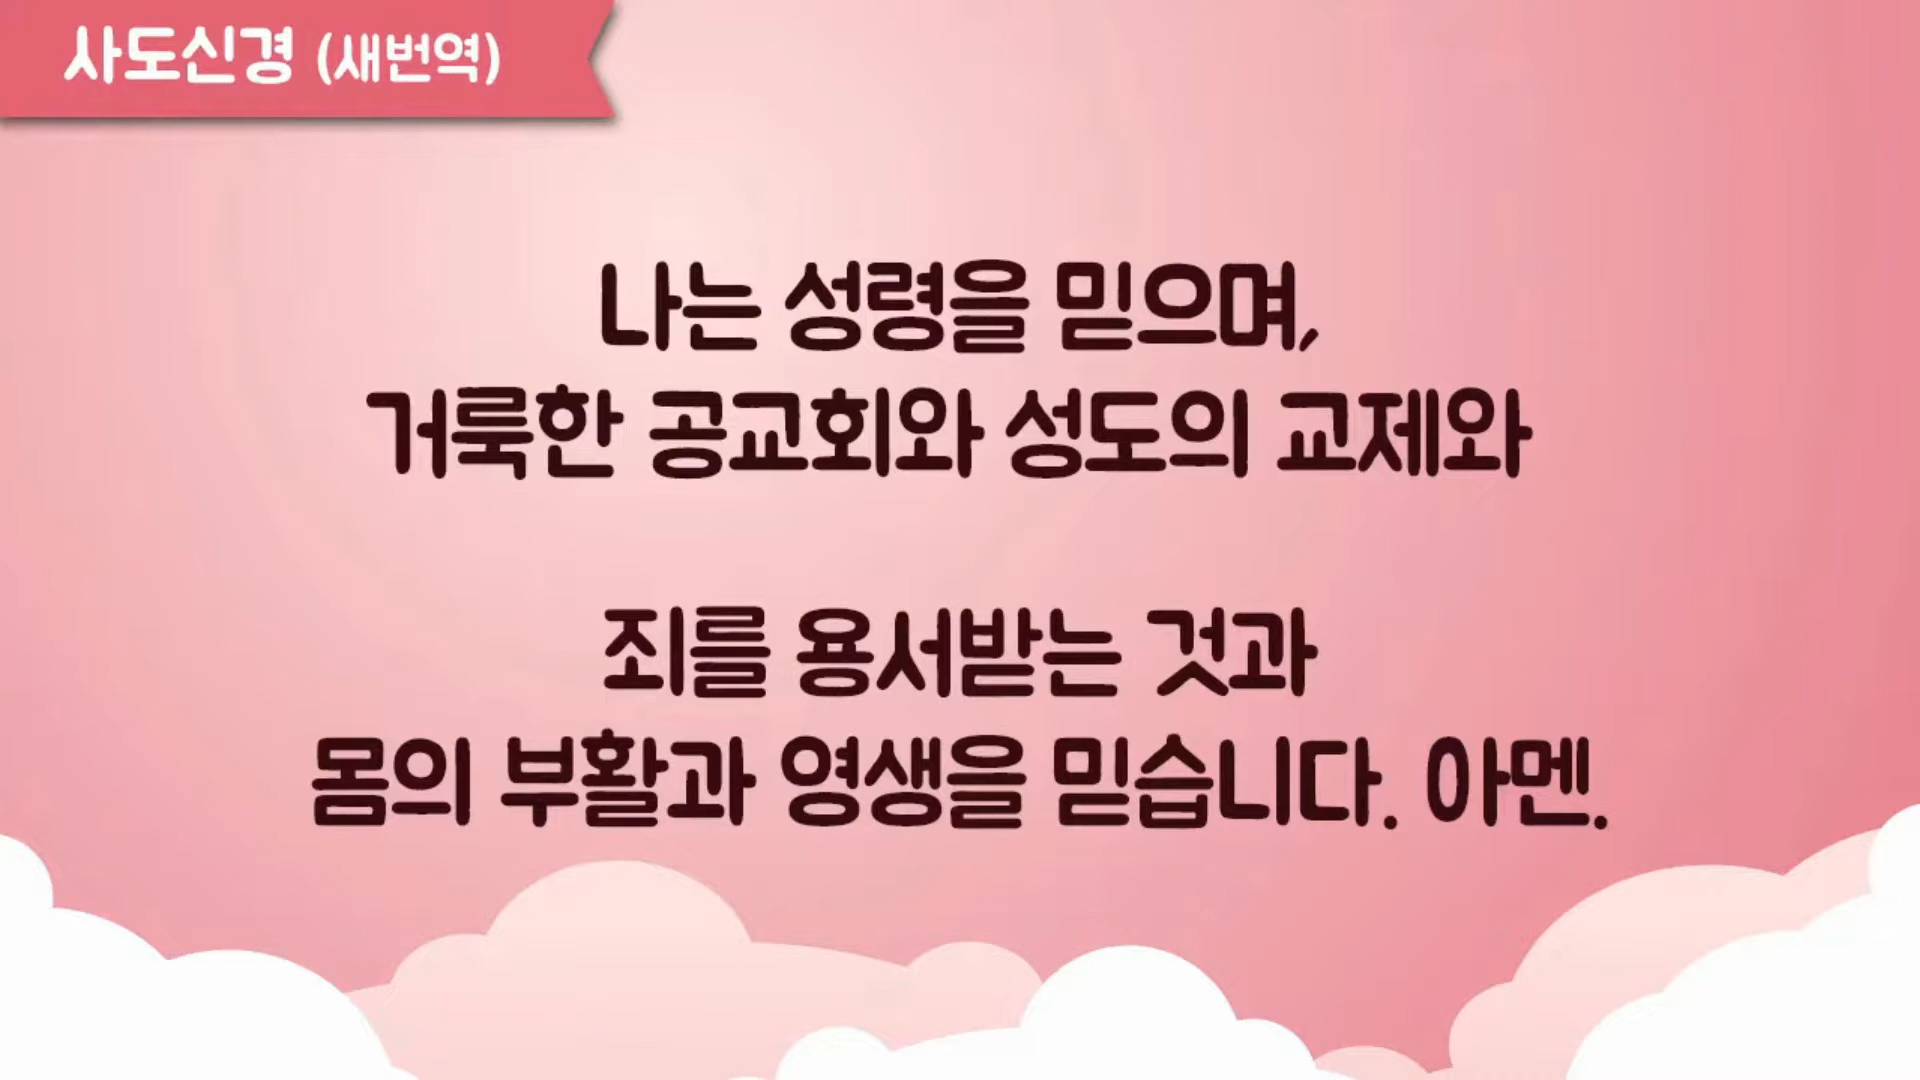 사도신경 (새번역)
나는 성령을 믿으며,
거룩한 공교회와 성도의 교제와
죄를 용서받는 것과
몸의 부활과 영생을 믿습니다. 아멘.